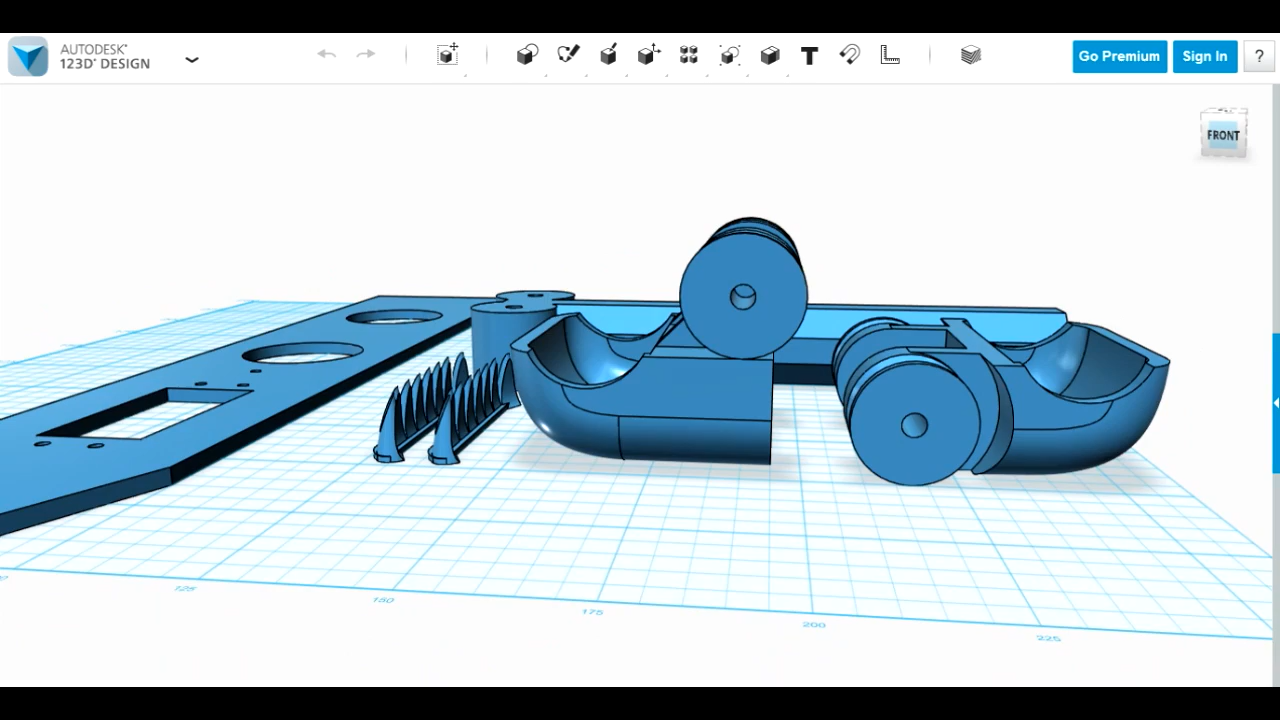 AUTODESK®
123D® DESIGN
T
Go Premium
Sign In
?
FRONT
125
150
175
200
225